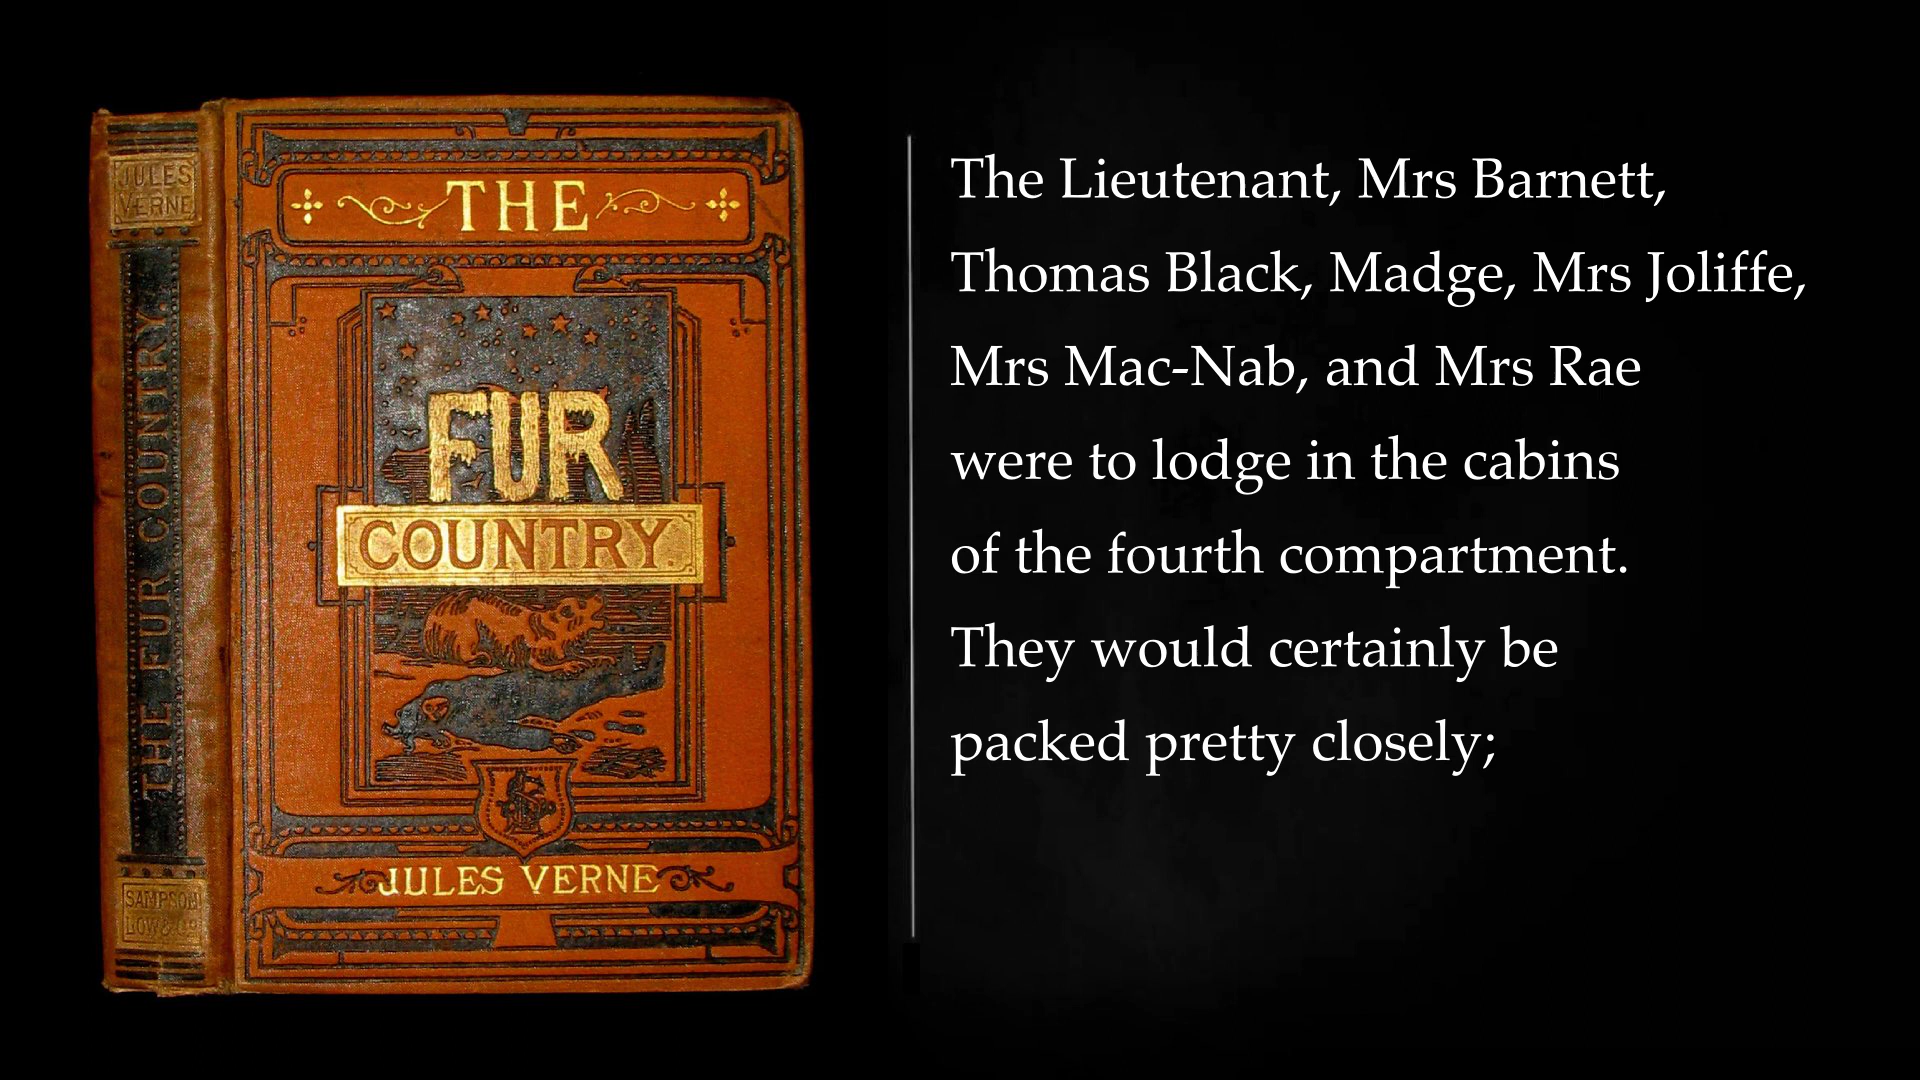 JULES
VERNE
THE FUR COUNTRY.
SAMPSON
LOW & Co
THE
FUR
COUNTRY.
JULES VERNE
The Lieutenant, Mrs Barnett,
Thomas Black, Madge, Mrs Joliffe,
Mrs Mac-Nab, and Mrs Rae
were to lodge in the cabins
of the fourth compartment.
They would certainly be
packed pretty closely;